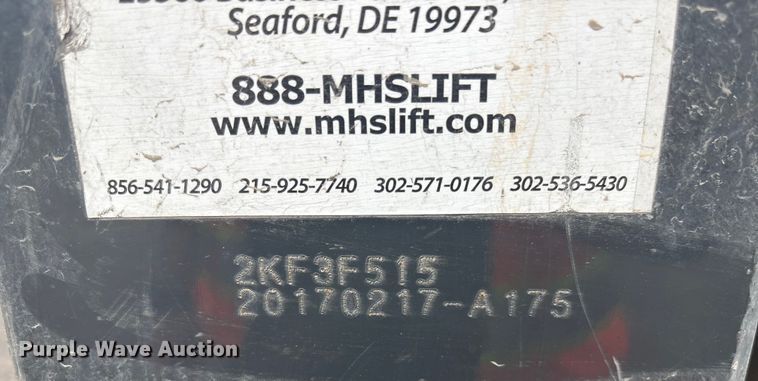 Seaford, DE 19973
888-MHSLIFT
www.mhslift.com
856-541-1290 215-925-7740 302-571-0176 302-536-5430
2KF3F515
20170217-A175
Purple Wave Auction